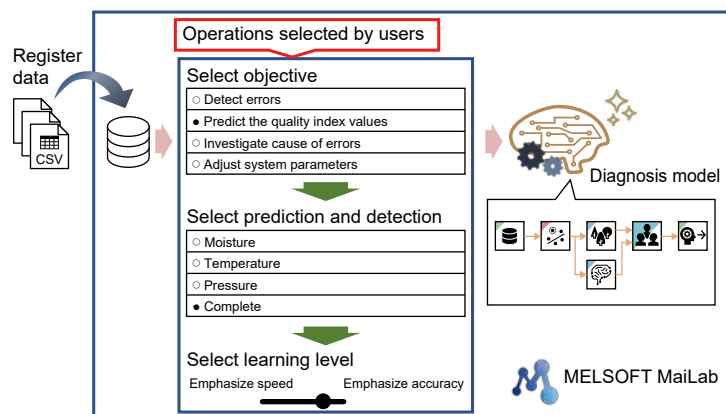 Operations selected by users
Register
data
CSV
Select objective
○ Detect errors
● Predict the quality index values
○ Investigate cause of errors
○ Adjust system parameters
Select prediction and detection
○ Moisture
○ Temperature
○ Pressure
● Complete
Select learning level
Emphasize speed
Emphasize accuracy
Diagnosis model
MELSOFT MaiLab